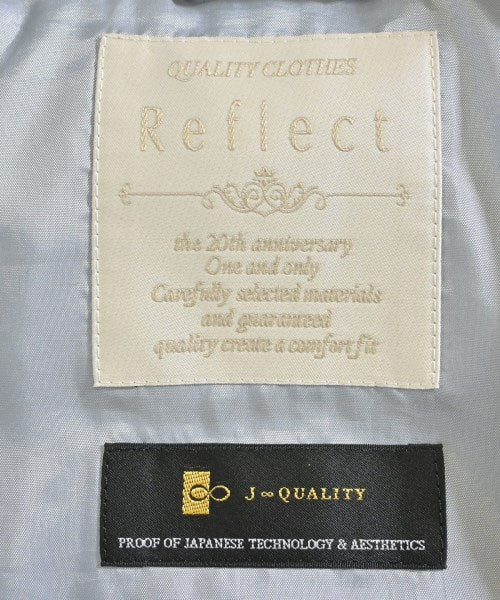 QUALITY CLOTHES
Reflect
the 20th anniversary
One and only
Carefully selected materials
and guaranteed
quality create a comfort fit
J∞QUALITY
PROOF OF JAPANESE TECHNOLOGY & AESTHETICS